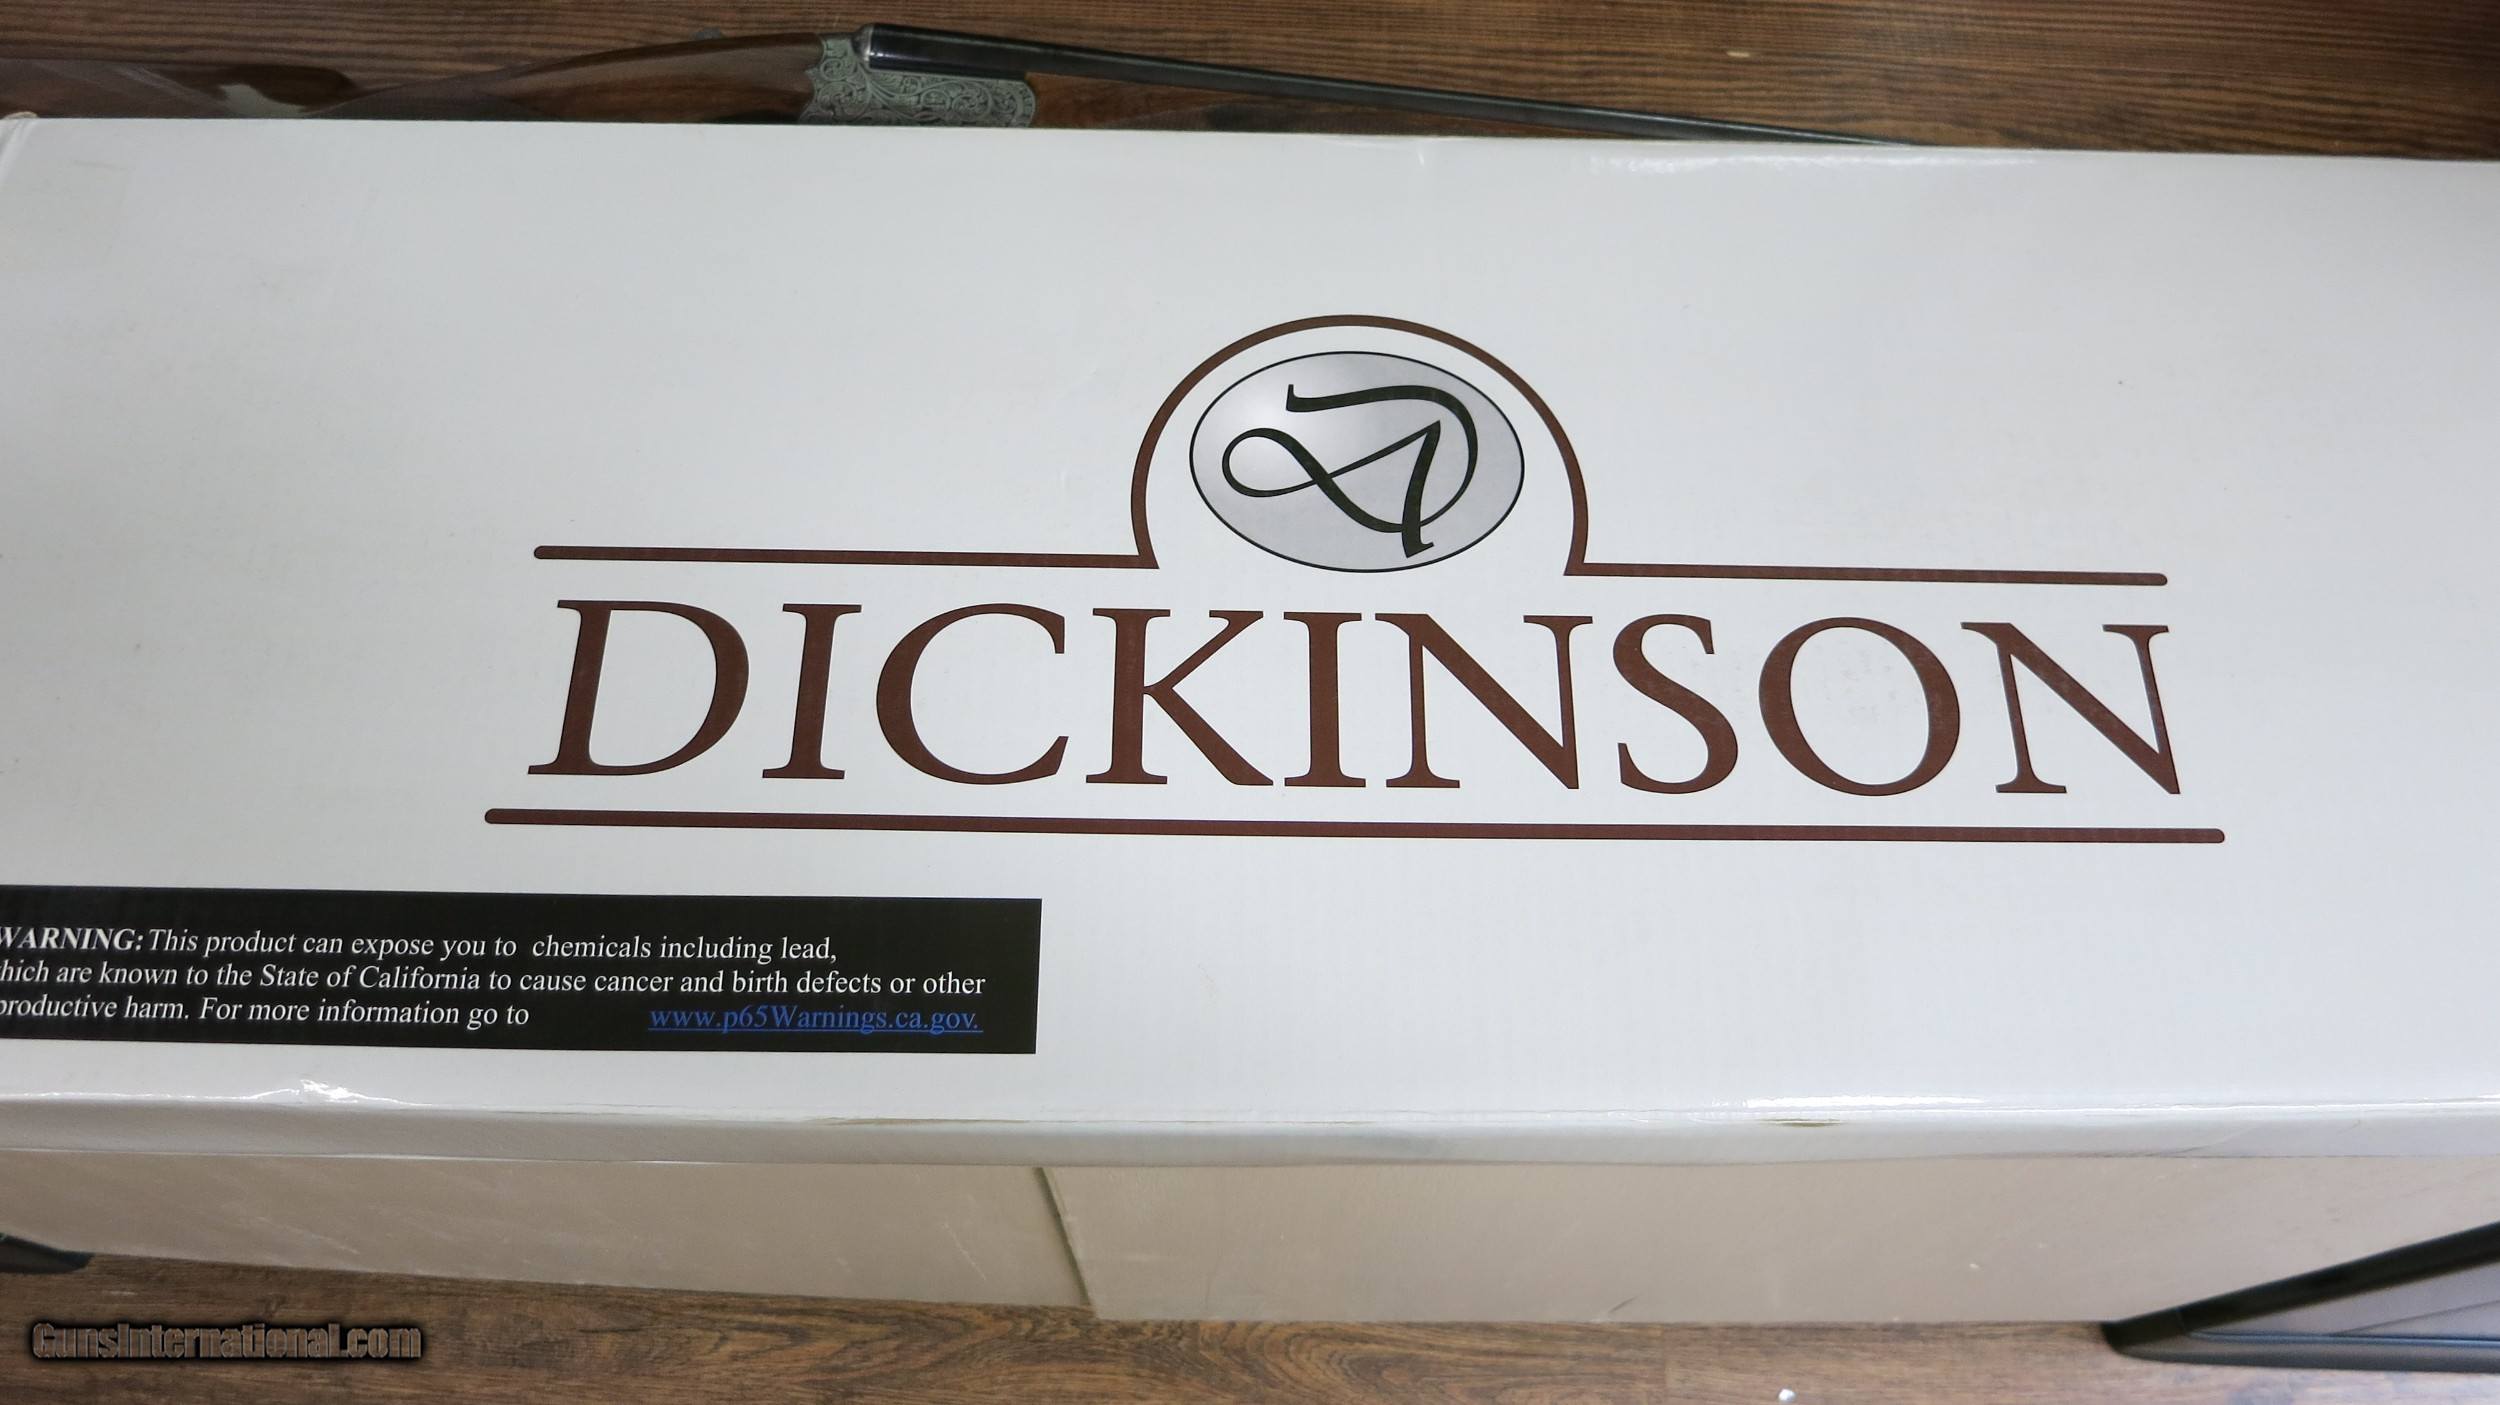 DICKINSON
WARNING: This product can expose you to chemicals including lead,
hich are known to the State of California to cause cancer and birth defects or other
productive harm. For more information go to www.p65Warnings.ca.gov.
GunsInternational.com